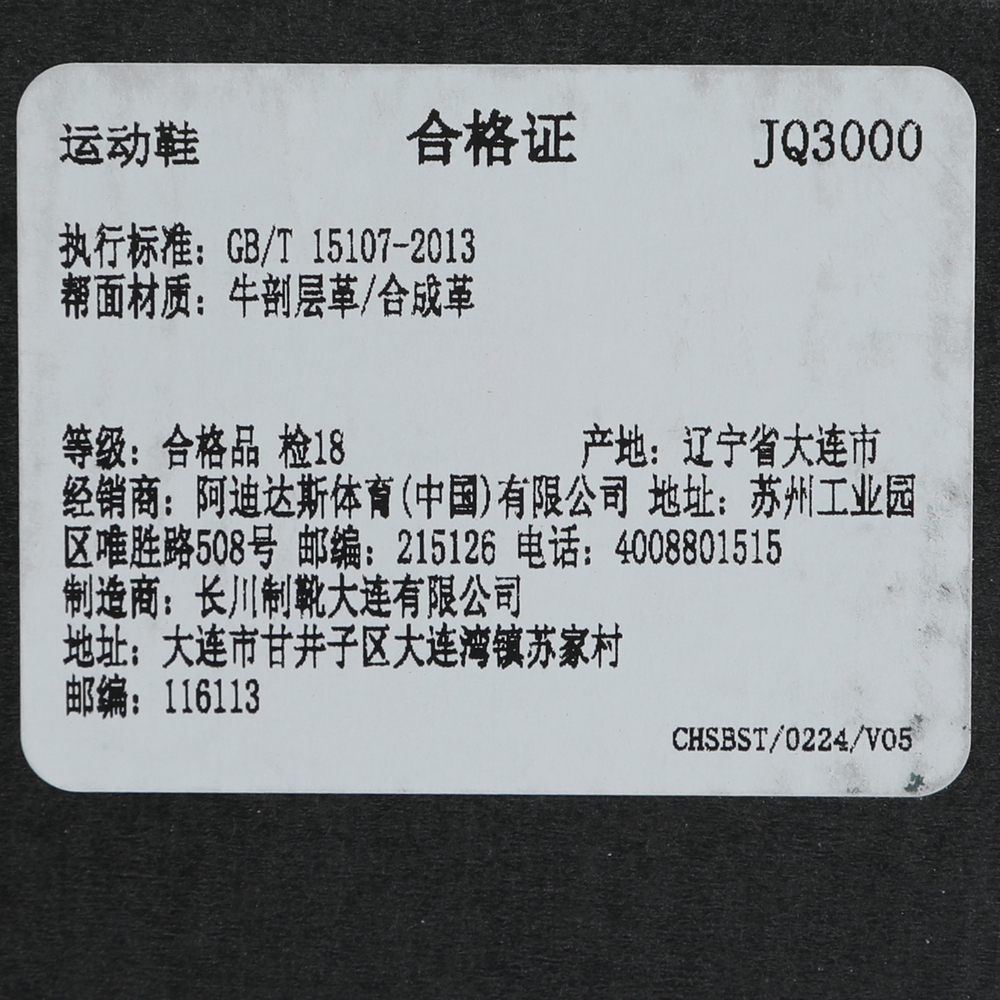 运动鞋 合格证 JQ3000
执行标准：GB/T 15107-2013
帮面材质：牛剖层革/合成革
等级：合格品 检18 产地：辽宁省大连市
经销商：阿迪达斯体育(中国)有限公司 地址：苏州工业园
区唯胜路508号 邮编：215126 电话：4008801515
制造商：长川制靴大连有限公司
地址：大连市甘井子区大连湾镇苏家村
邮编：116113
CHSBST/0224/V05